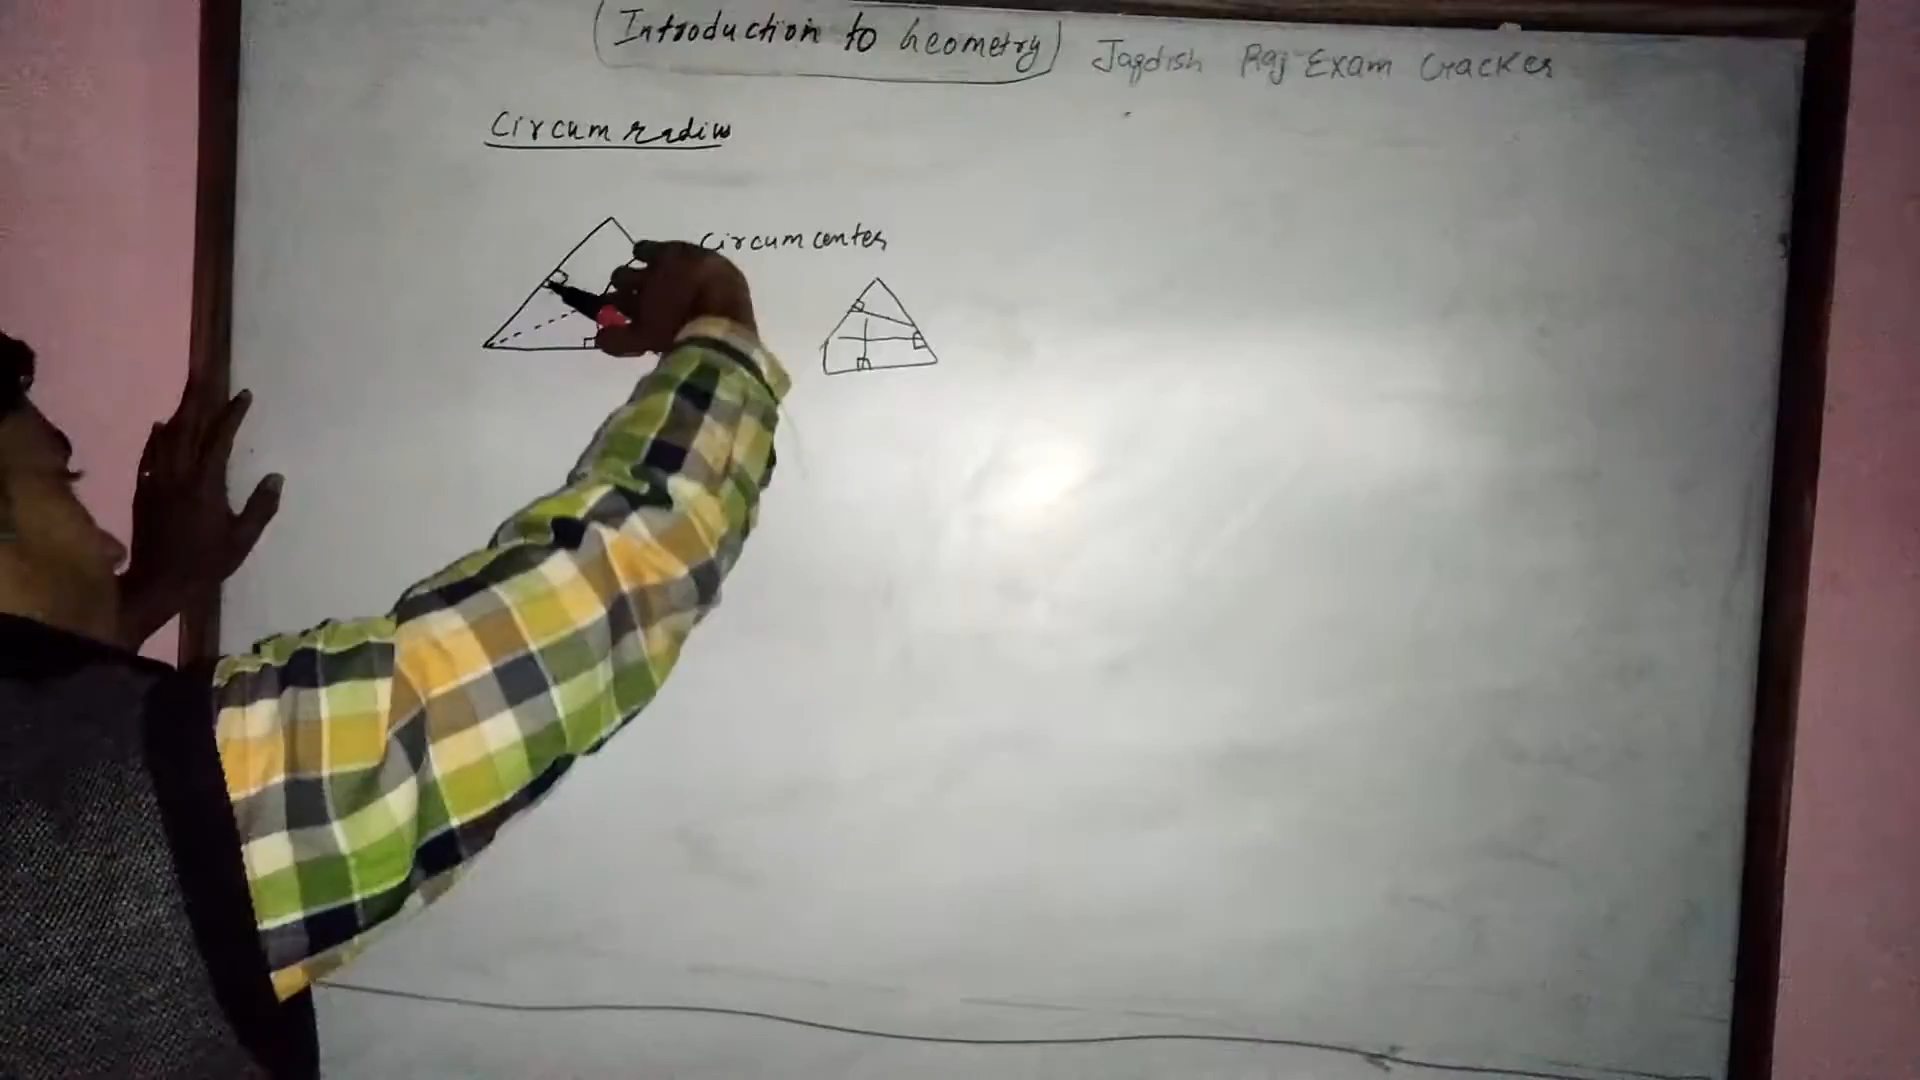 Introduction to Geometry
Jagdish Raj Exam Cracker
Circum radius
Circum center